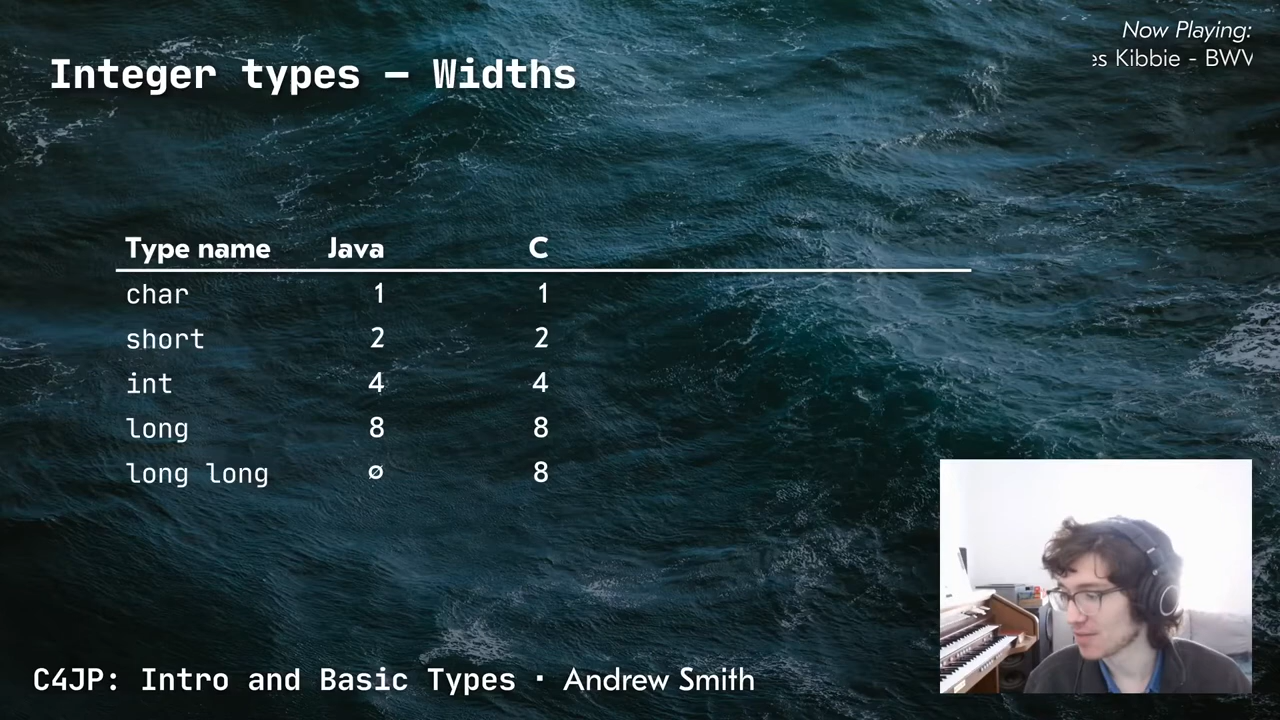 Now Playing:
es Kibbie - BWV
Integer types — Widths
Type name Java C
char 1 1
short 2 2
int 4 4
long 8 8
long long ∅ 8
C4JP: Intro and Basic Types · Andrew Smith